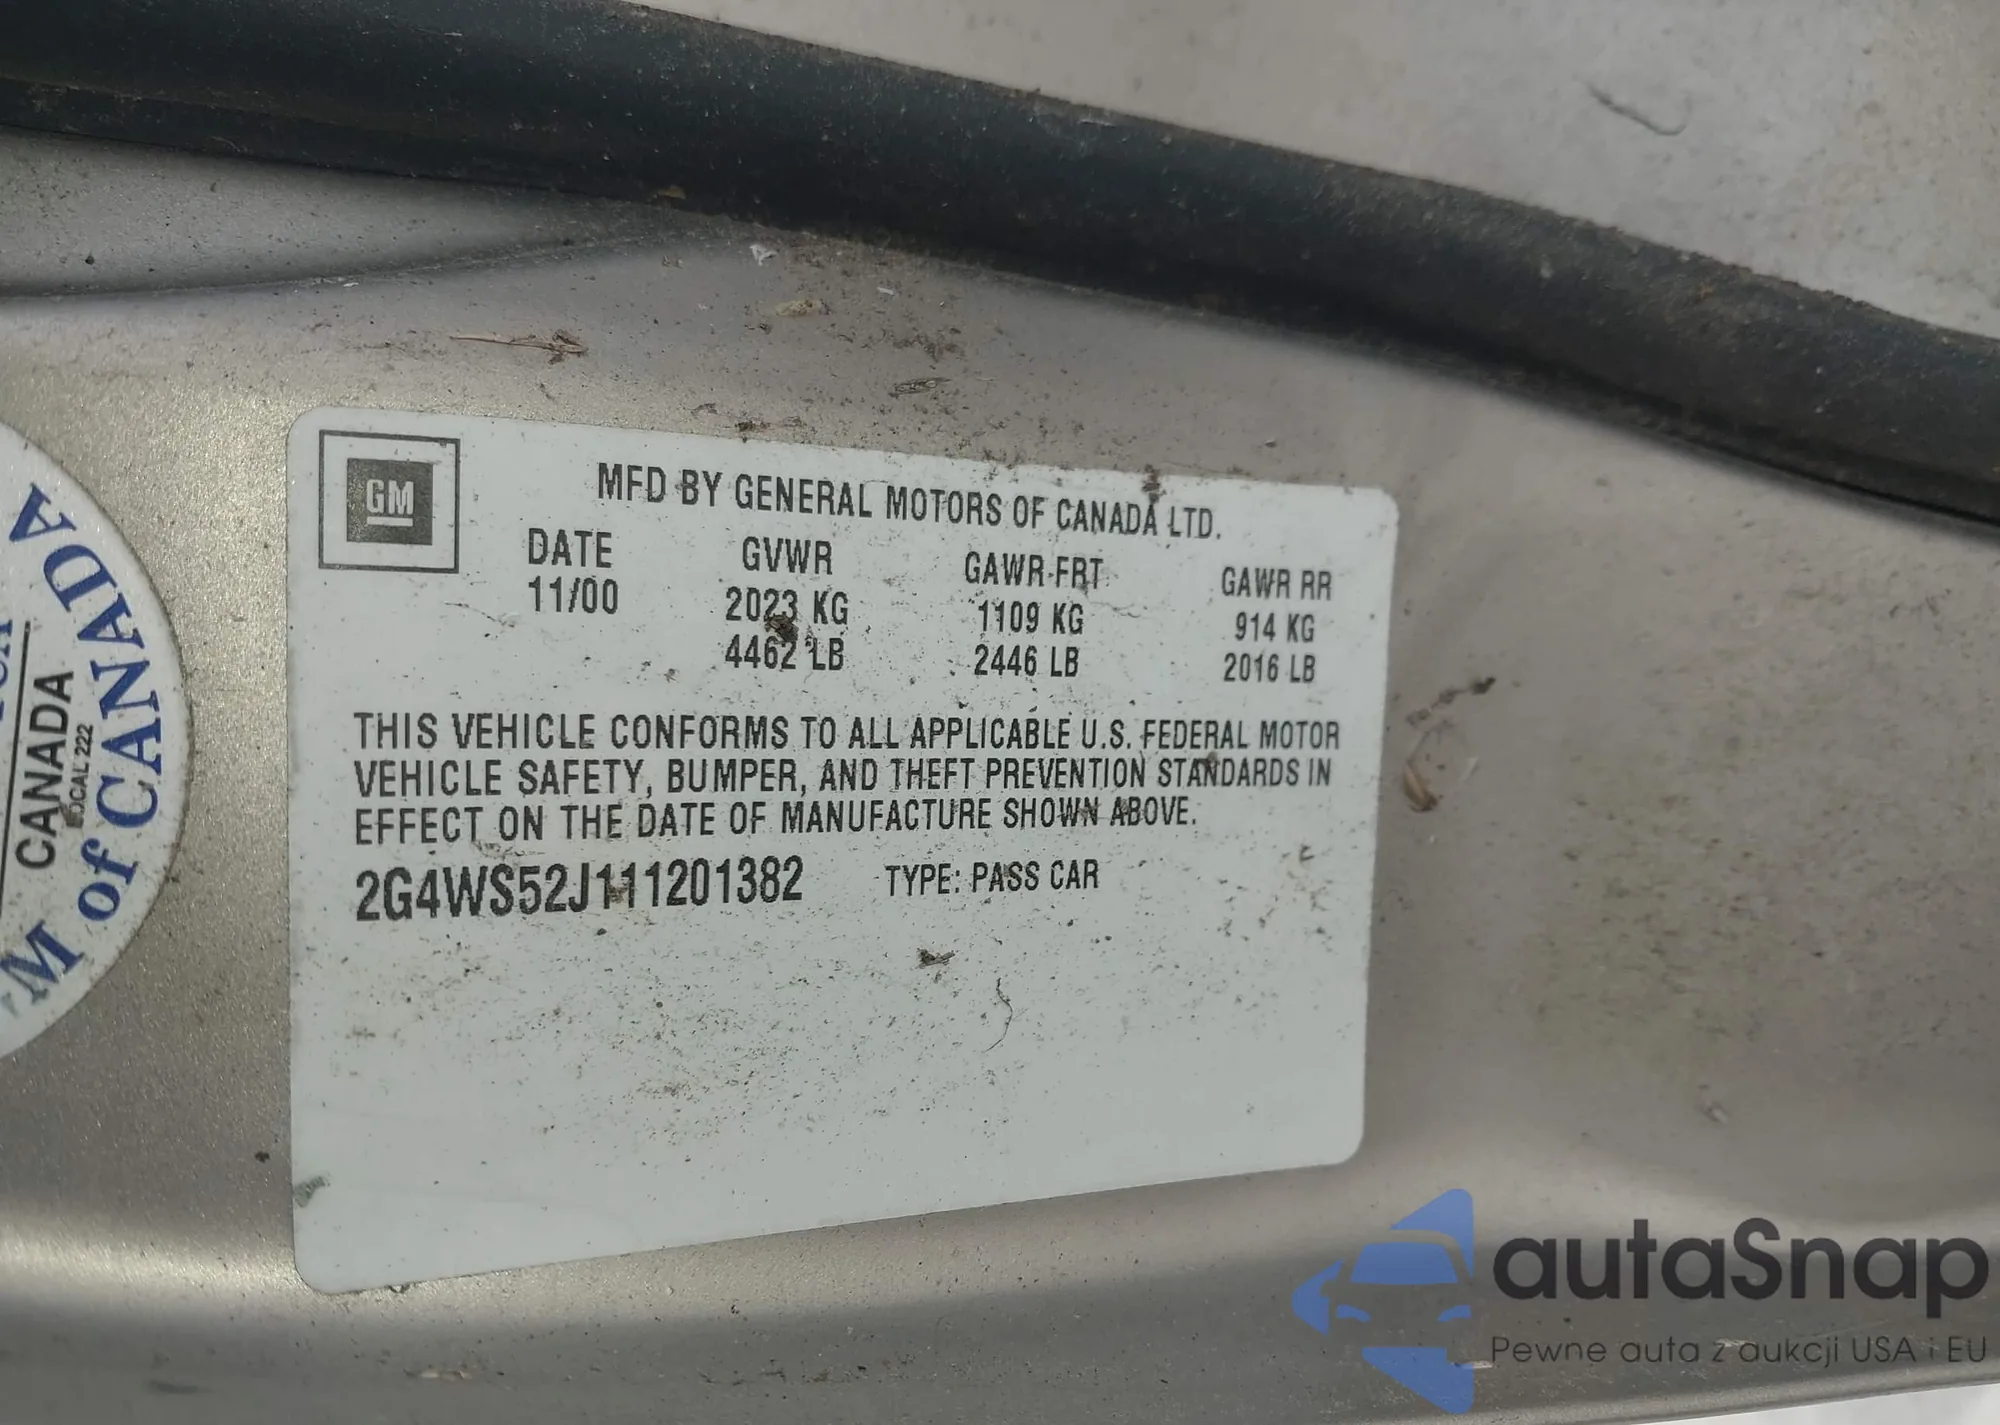 GM
MFD BY GENERAL MOTORS OF CANADA LTD.
DATE GVWR GAWR-FRT GAWR RR
11/00 2023 KG 1109 KG 914 KG
4462 LB 2446 LB 2016 LB
THIS VEHICLE CONFORMS TO ALL APPLICABLE U.S. FEDERAL MOTOR
VEHICLE SAFETY, BUMPER, AND THEFT PREVENTION STANDARDS IN
EFFECT ON THE DATE OF MANUFACTURE SHOWN ABOVE.
2G4WS52J111201382 TYPE: PASS CAR
CANADA
LOCAL 222
M of CANADA
autaSnap
Pewne auta z aukcji USA i EU